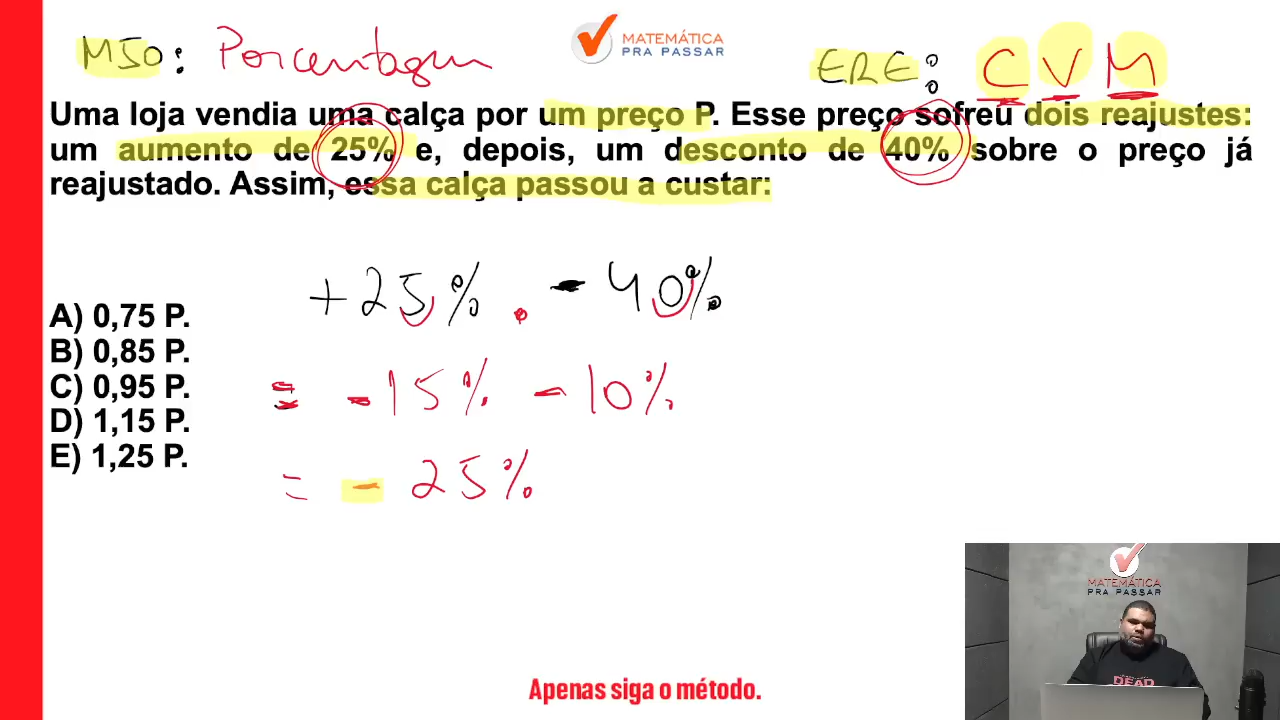 M50: Porcentagem
MATEMÁTICA
PRA PASSAR
ERE: C V M
Uma loja vendia uma calça por um preço P. Esse preço sofreu dois reajustes:
um aumento de 25% e, depois, um desconto de 40% sobre o preço já
reajustado. Assim, essa calça passou a custar:
+25% . - 40%
A) 0,75 P.
B) 0,85 P.
C) 0,95 P.
D) 1,15 P.
E) 1,25 P.
= - 15% - 10%
= - 25%
MATEMÁTICA
PRA PASSAR
DEAD
Apenas siga o método.